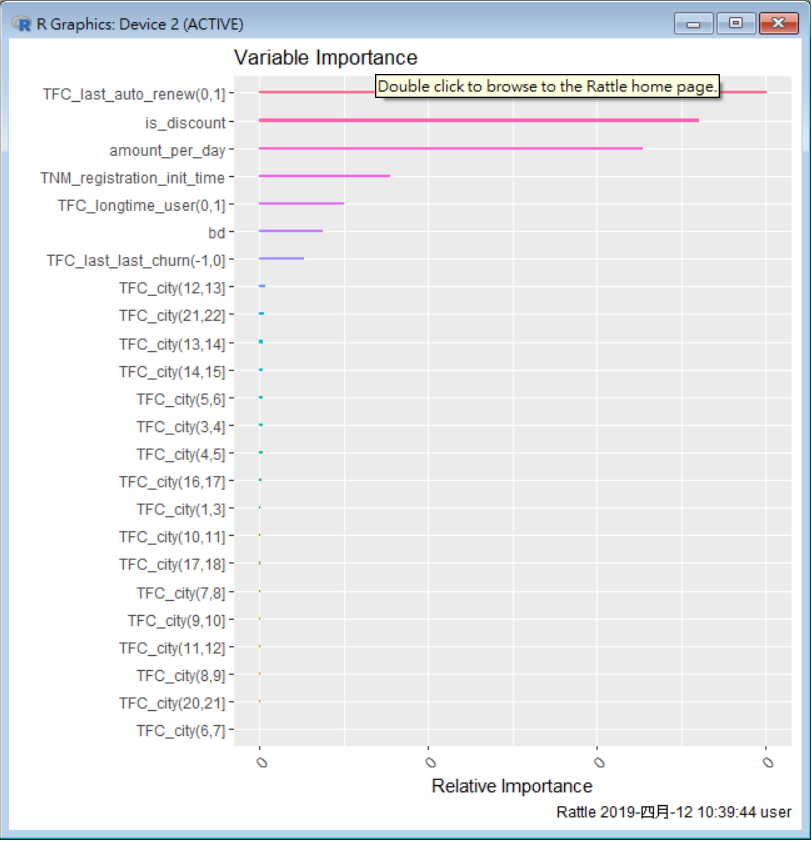 R Graphics: Device 2 (ACTIVE)
Variable Importance
Double click to browse to the Rattle home page.
TFC_last_auto_renew(0,1]
is_discount
amount_per_day
TNM_registration_init_time
TFC_longtime_user(0,1]
bd
TFC_last_last_churn(-1,0]
TFC_city(12,13]
TFC_city(21,22]
TFC_city(13,14]
TFC_city(14,15]
TFC_city(5,6]
TFC_city(3,4]
TFC_city(4,5]
TFC_city(16,17]
TFC_city(1,3]
TFC_city(10,11]
TFC_city(17,18]
TFC_city(7,8]
TFC_city(9,10]
TFC_city(11,12]
TFC_city(8,9]
TFC_city(20,21]
TFC_city(6,7]
0 0 0 0
Relative Importance
Rattle 2019-四月-12 10:39:44 user